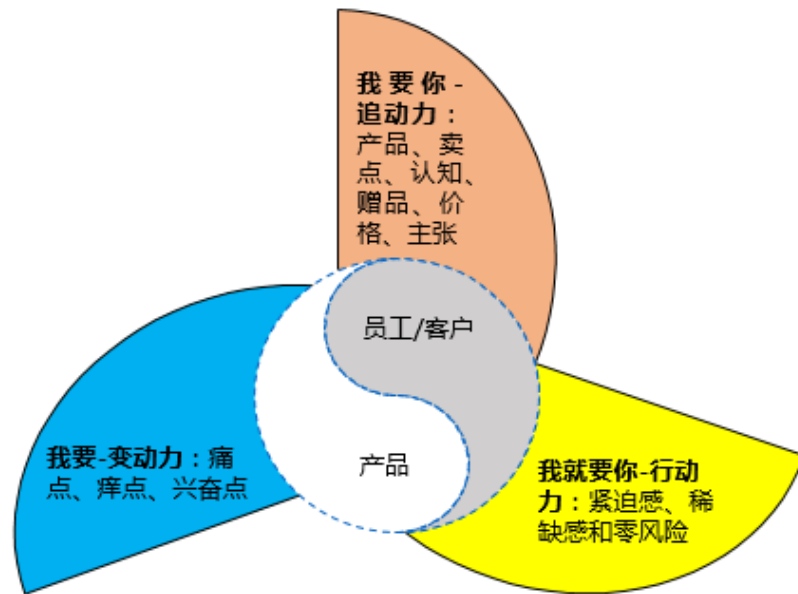 我 要 你 -
追动力：
产品、卖
点、认知、
赠品、价
格、主张
员工/客户
我要-变动力：痛
点、痒点、兴奋点
产品
我就要你-行动
力：紧迫感、稀
缺感和零风险